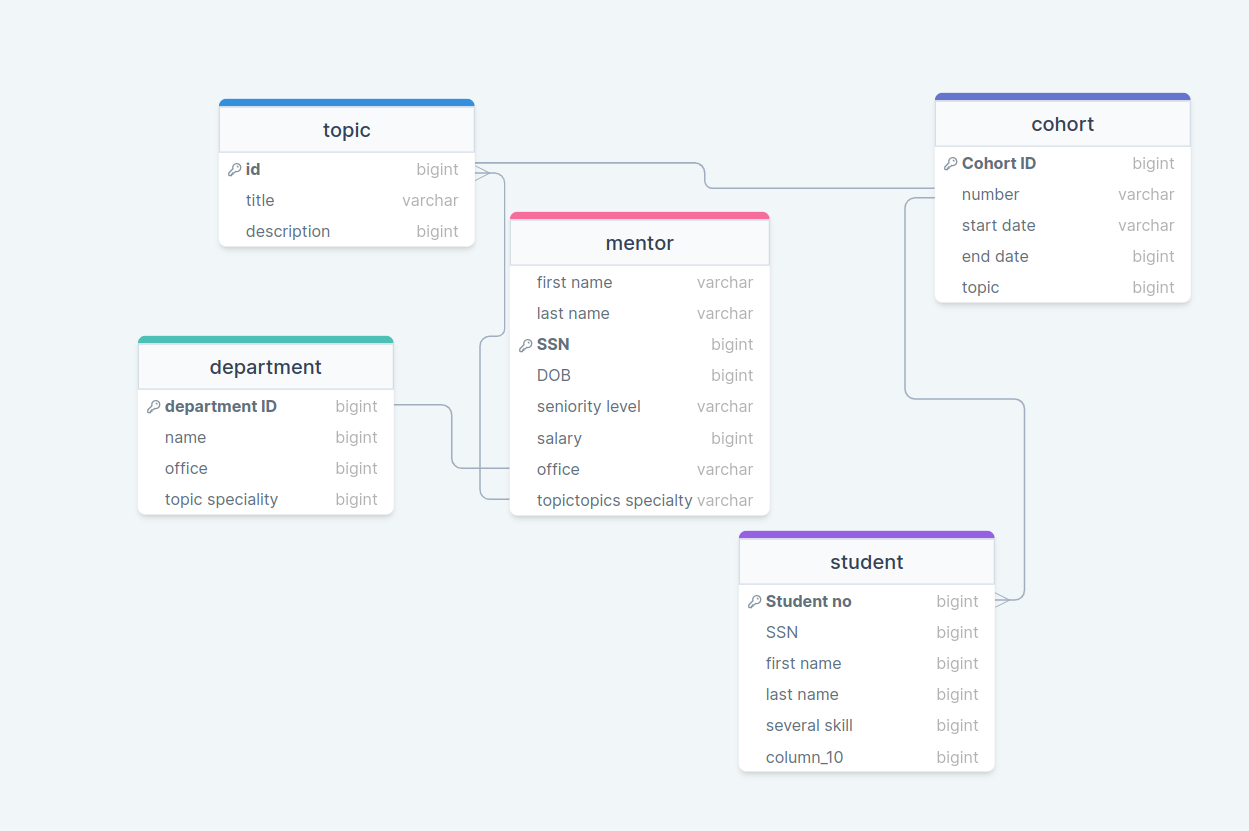 topic
id bigint
title varchar
description bigint
cohort
Cohort ID bigint
number varchar
start date varchar
end date bigint
topic bigint
mentor
first name varchar
last name varchar
SSN bigint
DOB bigint
seniority level varchar
salary bigint
office varchar
topictopics specialty varchar
department
department ID bigint
name bigint
office bigint
topic speciality bigint
student
Student no bigint
SSN bigint
first name bigint
last name bigint
several skill bigint
column_10 bigint